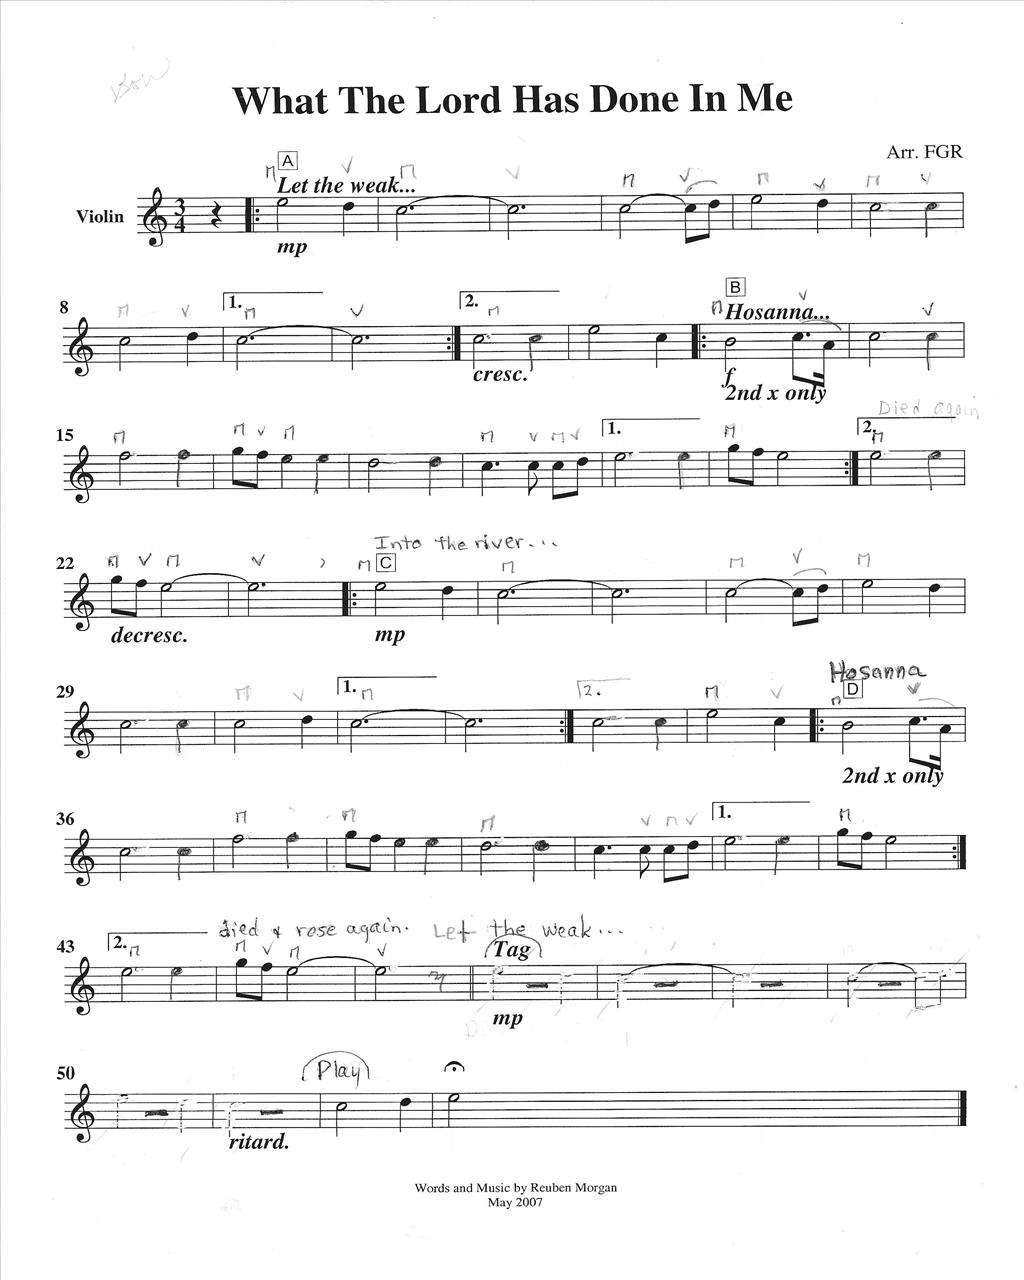 Bow
What The Lord Has Done In Me
Arr. FGR
A
Let the weak...
Violin
3
4
mp
8
1.
2.
B
Hosanna...
cresc.
f
2nd x only
Died again
15
1.
2.
Into the river...
22
C
decresc.
mp
Hosanna
29
1.
2.
D
2nd x only
36
1.
died & rose again. Let the weak...
43
2.
Tag
mp
50
Play
ritard.
Words and Music by Reuben Morgan
May 2007